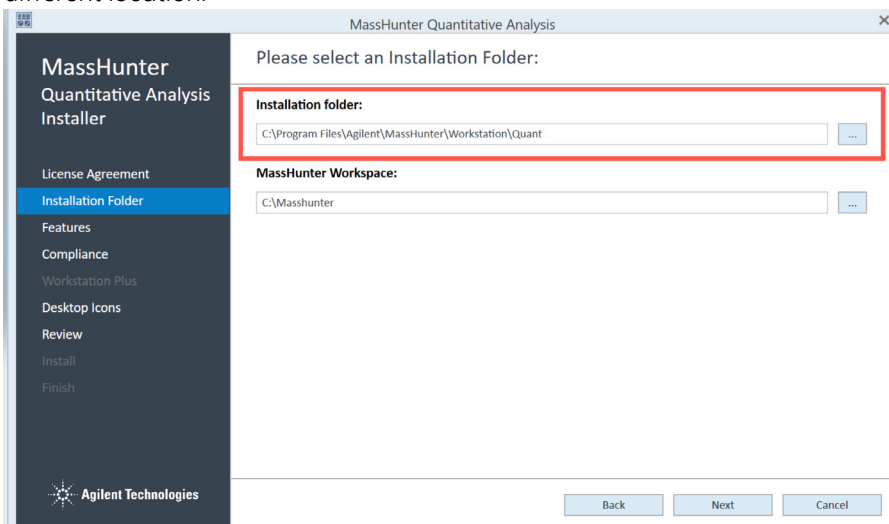 different location.
MassHunter Quantitative Analysis
MassHunter
Quantitative Analysis
Installer
License Agreement
Installation Folder
Features
Compliance
Workstation Plus
Desktop Icons
Review
Install
Finish
Agilent Technologies
Please select an Installation Folder:
Installation folder:
C:\Program Files\Agilent\MassHunter\Workstation\Quant
...
MassHunter Workspace:
C:\Masshunter
...
Back
Next
Cancel